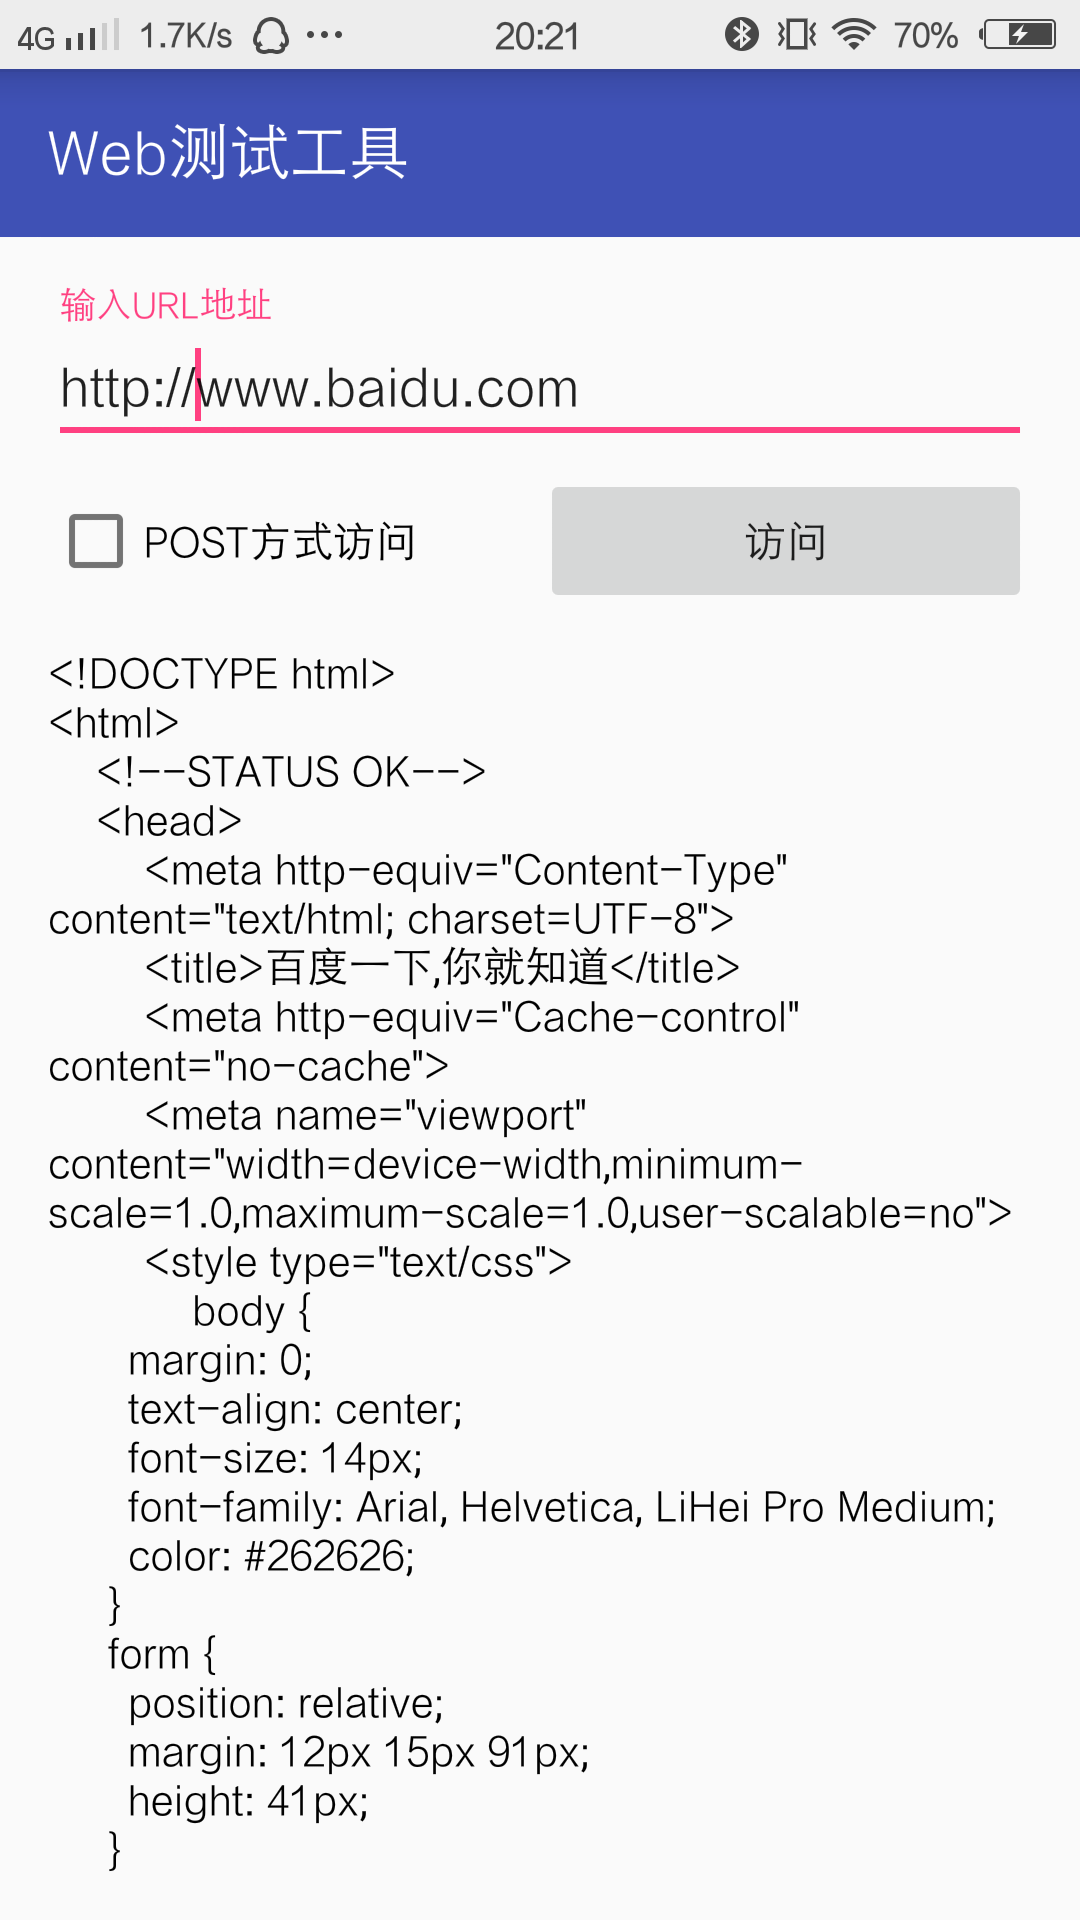 4G 1.7K/s ... 20:21 70%
Web测试工具
输入URL地址
http://www.baidu.com
POST方式访问 访问
<!DOCTYPE html>
<html>
<!--STATUS OK-->
<head>
<meta http-equiv="Content-Type"
content="text/html; charset=UTF-8">
<title>百度一下,你就知道</title>
<meta http-equiv="Cache-control"
content="no-cache">
<meta name="viewport"
content="width=device-width,minimum-
scale=1.0,maximum-scale=1.0,user-scalable=no">
<style type="text/css">
body {
margin: 0;
text-align: center;
font-size: 14px;
font-family: Arial, Helvetica, LiHei Pro Medium;
color: #262626;
}
form {
position: relative;
margin: 12px 15px 91px;
height: 41px;
}